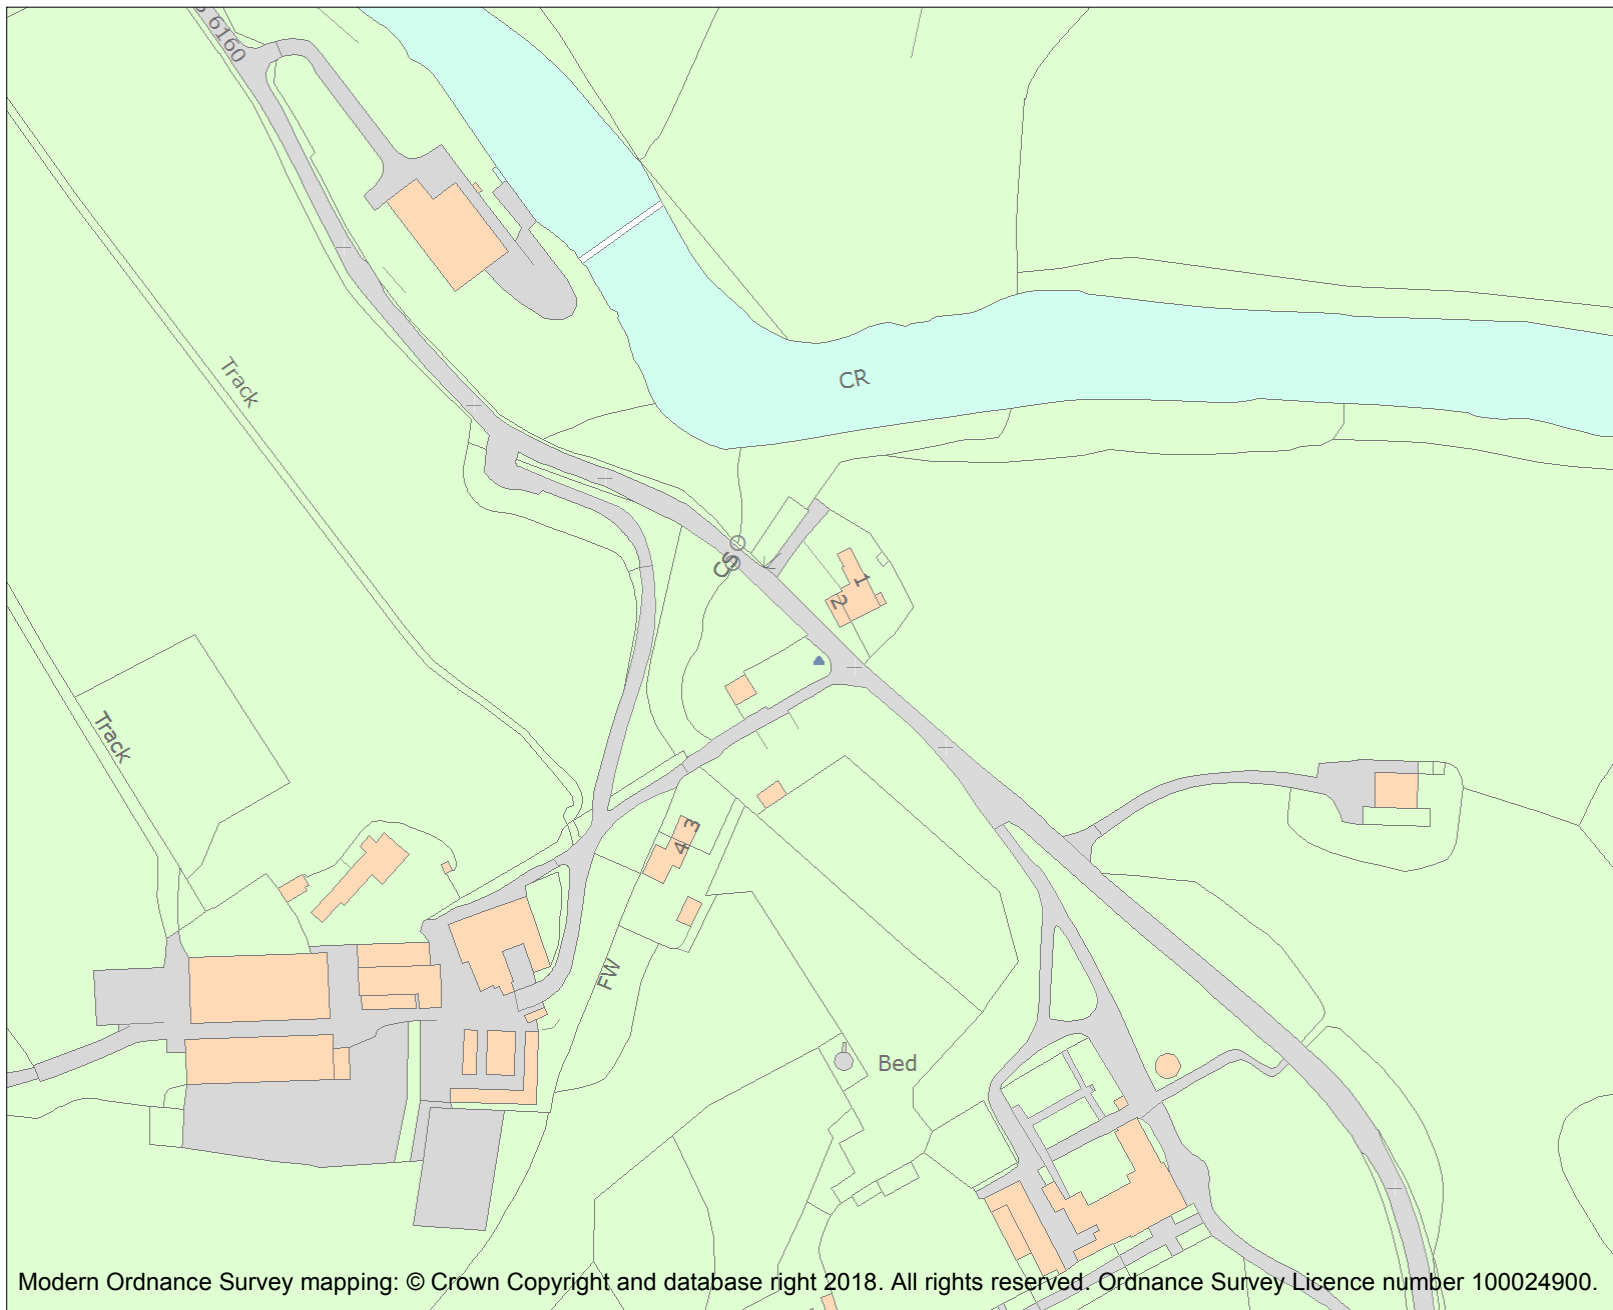 6160
Track
CR
CS
1
2
Track
3
4
FW
Bed
Modern Ordnance Survey mapping: © Crown Copyright and database right 2018. All rights reserved. Ordnance Survey Licence number 100024900.